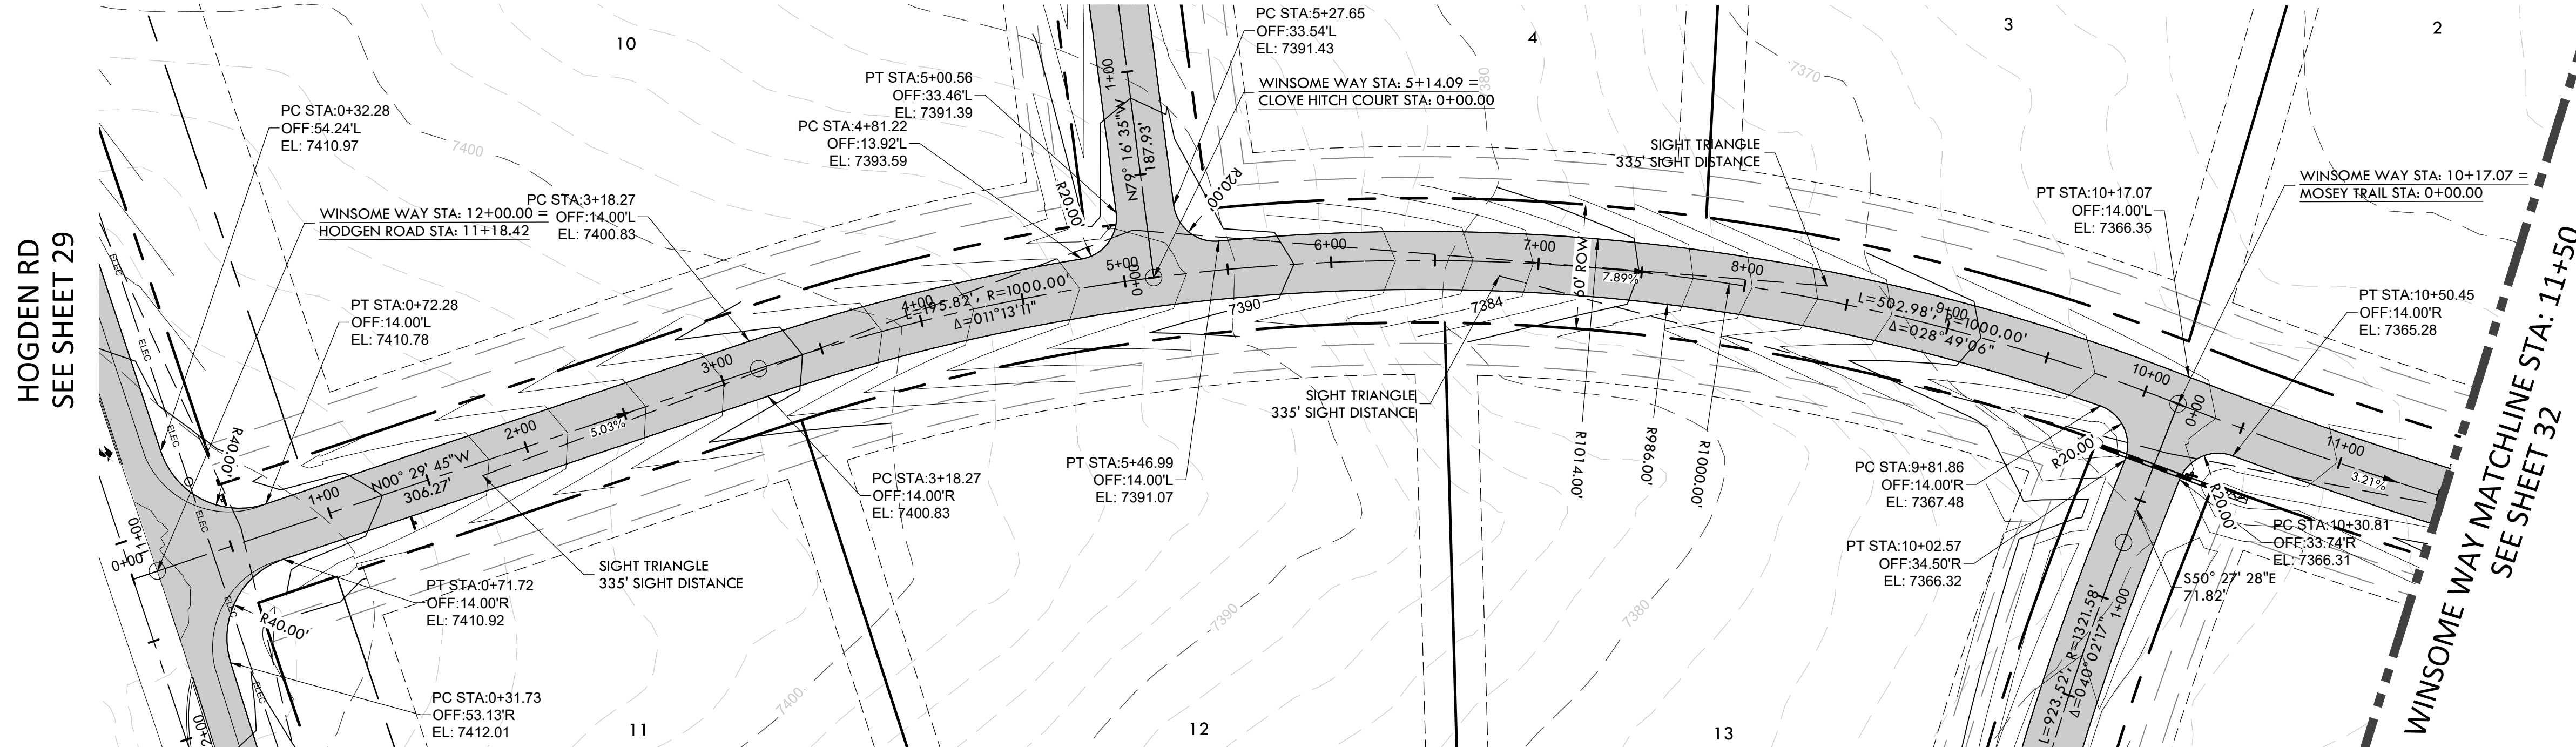 HOGDEN RD
SEE SHEET 29
10
4
3
2
PC STA:0+32.28
OFF:54.24'L
EL: 7410.97
WINSOME WAY STA: 12+00.00 =
HODGEN ROAD STA: 11+18.42
PT STA:0+72.28
OFF:14.00'L
EL: 7410.78
PC STA:3+18.27
OFF:14.00'L
EL: 7400.83
PT STA:5+00.56
OFF:33.46'L
EL: 7391.39
PC STA:4+81.22
OFF:13.92'L
EL: 7393.59
PC STA:5+27.65
OFF:33.54'L
EL: 7391.43
WINSOME WAY STA: 5+14.09 =
CLOVE HITCH COURT STA: 0+00.00
SIGHT TRIANGLE
335' SIGHT DISTANCE
PT STA:10+17.07
OFF:14.00'L
EL: 7366.35
WINSOME WAY STA: 10+17.07 =
MOSEY TRAIL STA: 0+00.00
PT STA:10+50.45
OFF:14.00'R
EL: 7365.28
7400
7380
7370
1+00
N79° 16' 35"W
187.93'
R20.00'
R20.00'
0+00
ELEC
ELEC
ELEC
ELEC
ELEC
ELEC
R40.00'
R40.00'
11+00
0+00
1+00
N00° 29' 45"W
306.27'
2+00
5.03%
3+00
4+00
L=195.82', R=1000.00'
Δ=011°13'11"
5+00
6+00
7+00
8+00
9+00
10+00
11+00
7390
7384
60' ROW
7.89%
L=502.98', R=1000.00'
Δ=028°49'06"
0+00
3.21%
R1014.00'
R986.00'
R1000.00'
SIGHT TRIANGLE
335' SIGHT DISTANCE
PC STA:3+18.27
OFF:14.00'R
EL: 7400.83
PT STA:5+46.99
OFF:14.00'L
EL: 7391.07
PC STA:9+81.86
OFF:14.00'R
EL: 7367.48
PT STA:10+02.57
OFF:34.50'R
EL: 7366.32
R20.00'
R20.00'
PC STA:10+30.81
OFF:33.74'R
EL: 7366.31
S50° 27' 28"E
71.82'
1+00
L=923.52', R=1321.58'
Δ=040°02'17"
SIGHT TRIANGLE
335' SIGHT DISTANCE
PT STA:0+71.72
OFF:14.00'R
EL: 7410.92
PC STA:0+31.73
OFF:53.13'R
EL: 7412.01
7400
7390
7380
11
12
13
WINSOME WAY MATCHLINE STA: 11+50
SEE SHEET 32